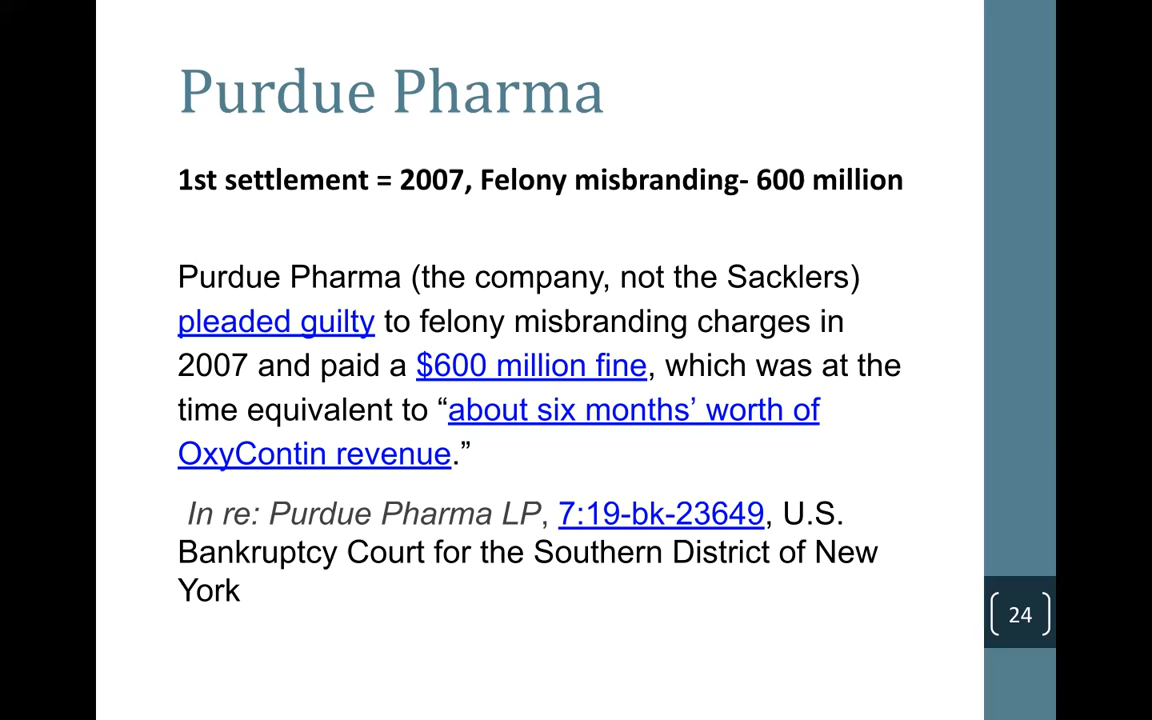 Purdue Pharma
1st settlement = 2007, Felony misbranding- 600 million
Purdue Pharma (the company, not the Sacklers)
pleaded guilty to felony misbranding charges in
2007 and paid a $600 million fine, which was at the
time equivalent to “about six months’ worth of
OxyContin revenue.”
In re: Purdue Pharma LP, 7:19-bk-23649, U.S.
Bankruptcy Court for the Southern District of New
York
24